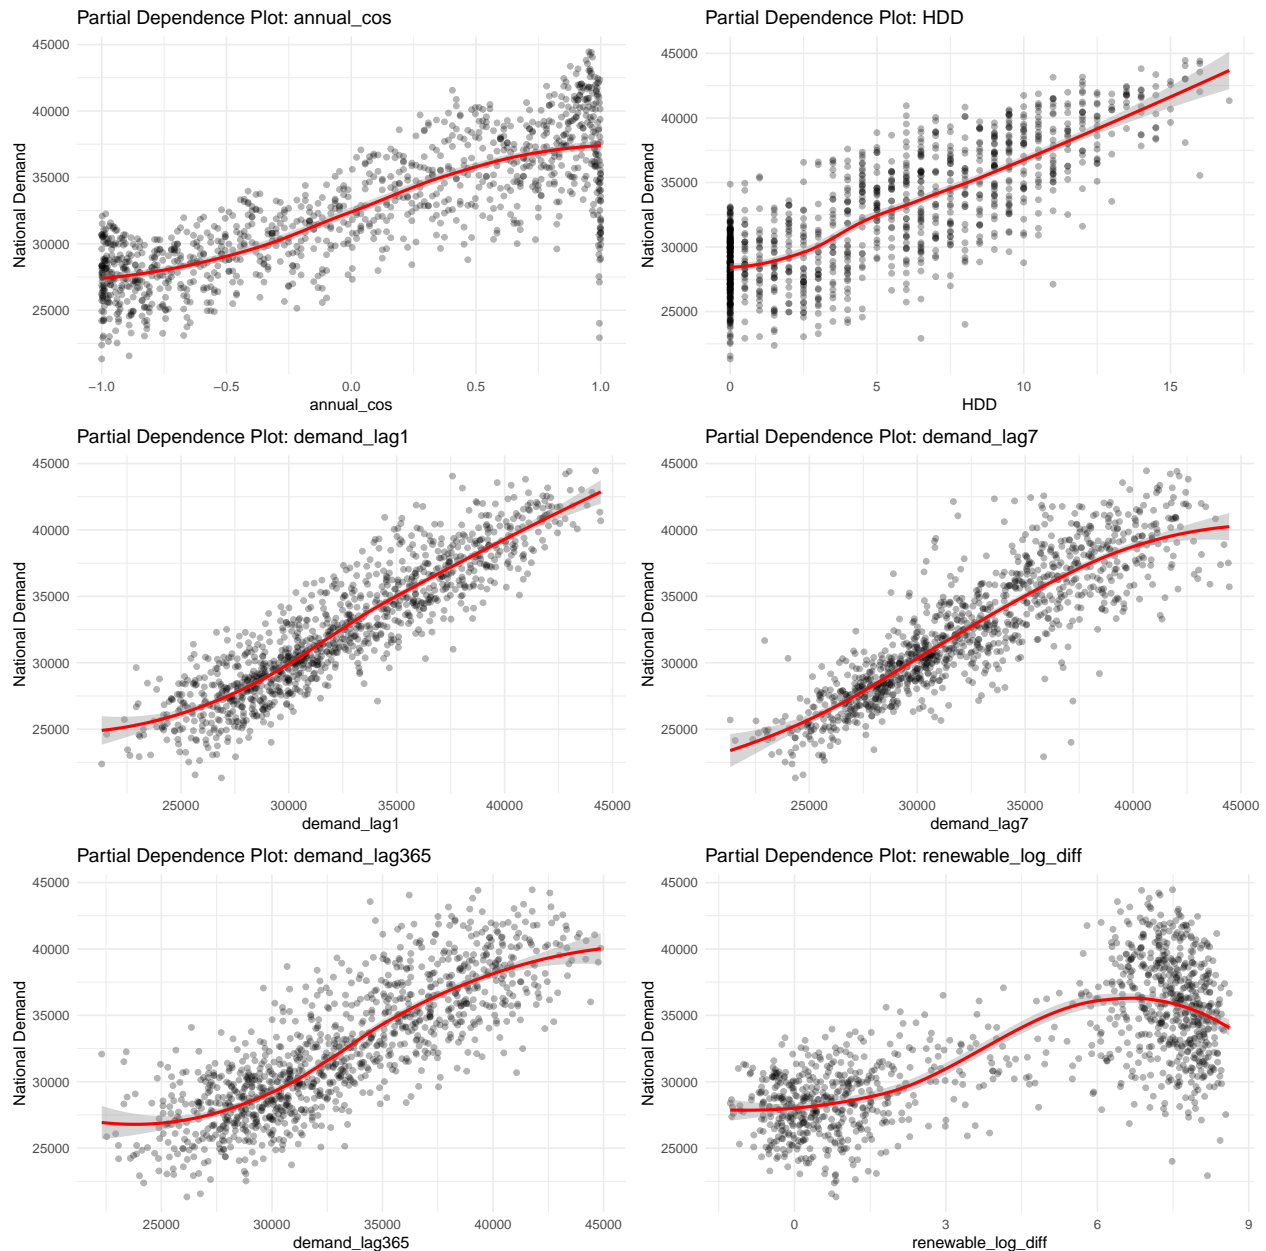 Partial Dependence Plot: annual_cos
45000
40000
35000
30000
25000
National Demand
−1.0 −0.5 0.0 0.5 1.0
annual_cos
Partial Dependence Plot: HDD
45000
40000
35000
30000
25000
National Demand
0 5 10 15
HDD
Partial Dependence Plot: demand_lag1
45000
40000
35000
30000
25000
National Demand
25000 30000 35000 40000 45000
demand_lag1
Partial Dependence Plot: demand_lag7
45000
40000
35000
30000
25000
National Demand
25000 30000 35000 40000 45000
demand_lag7
Partial Dependence Plot: demand_lag365
45000
40000
35000
30000
25000
National Demand
25000 30000 35000 40000 45000
demand_lag365
Partial Dependence Plot: renewable_log_diff
45000
40000
35000
30000
25000
National Demand
0 3 6 9
renewable_log_diff